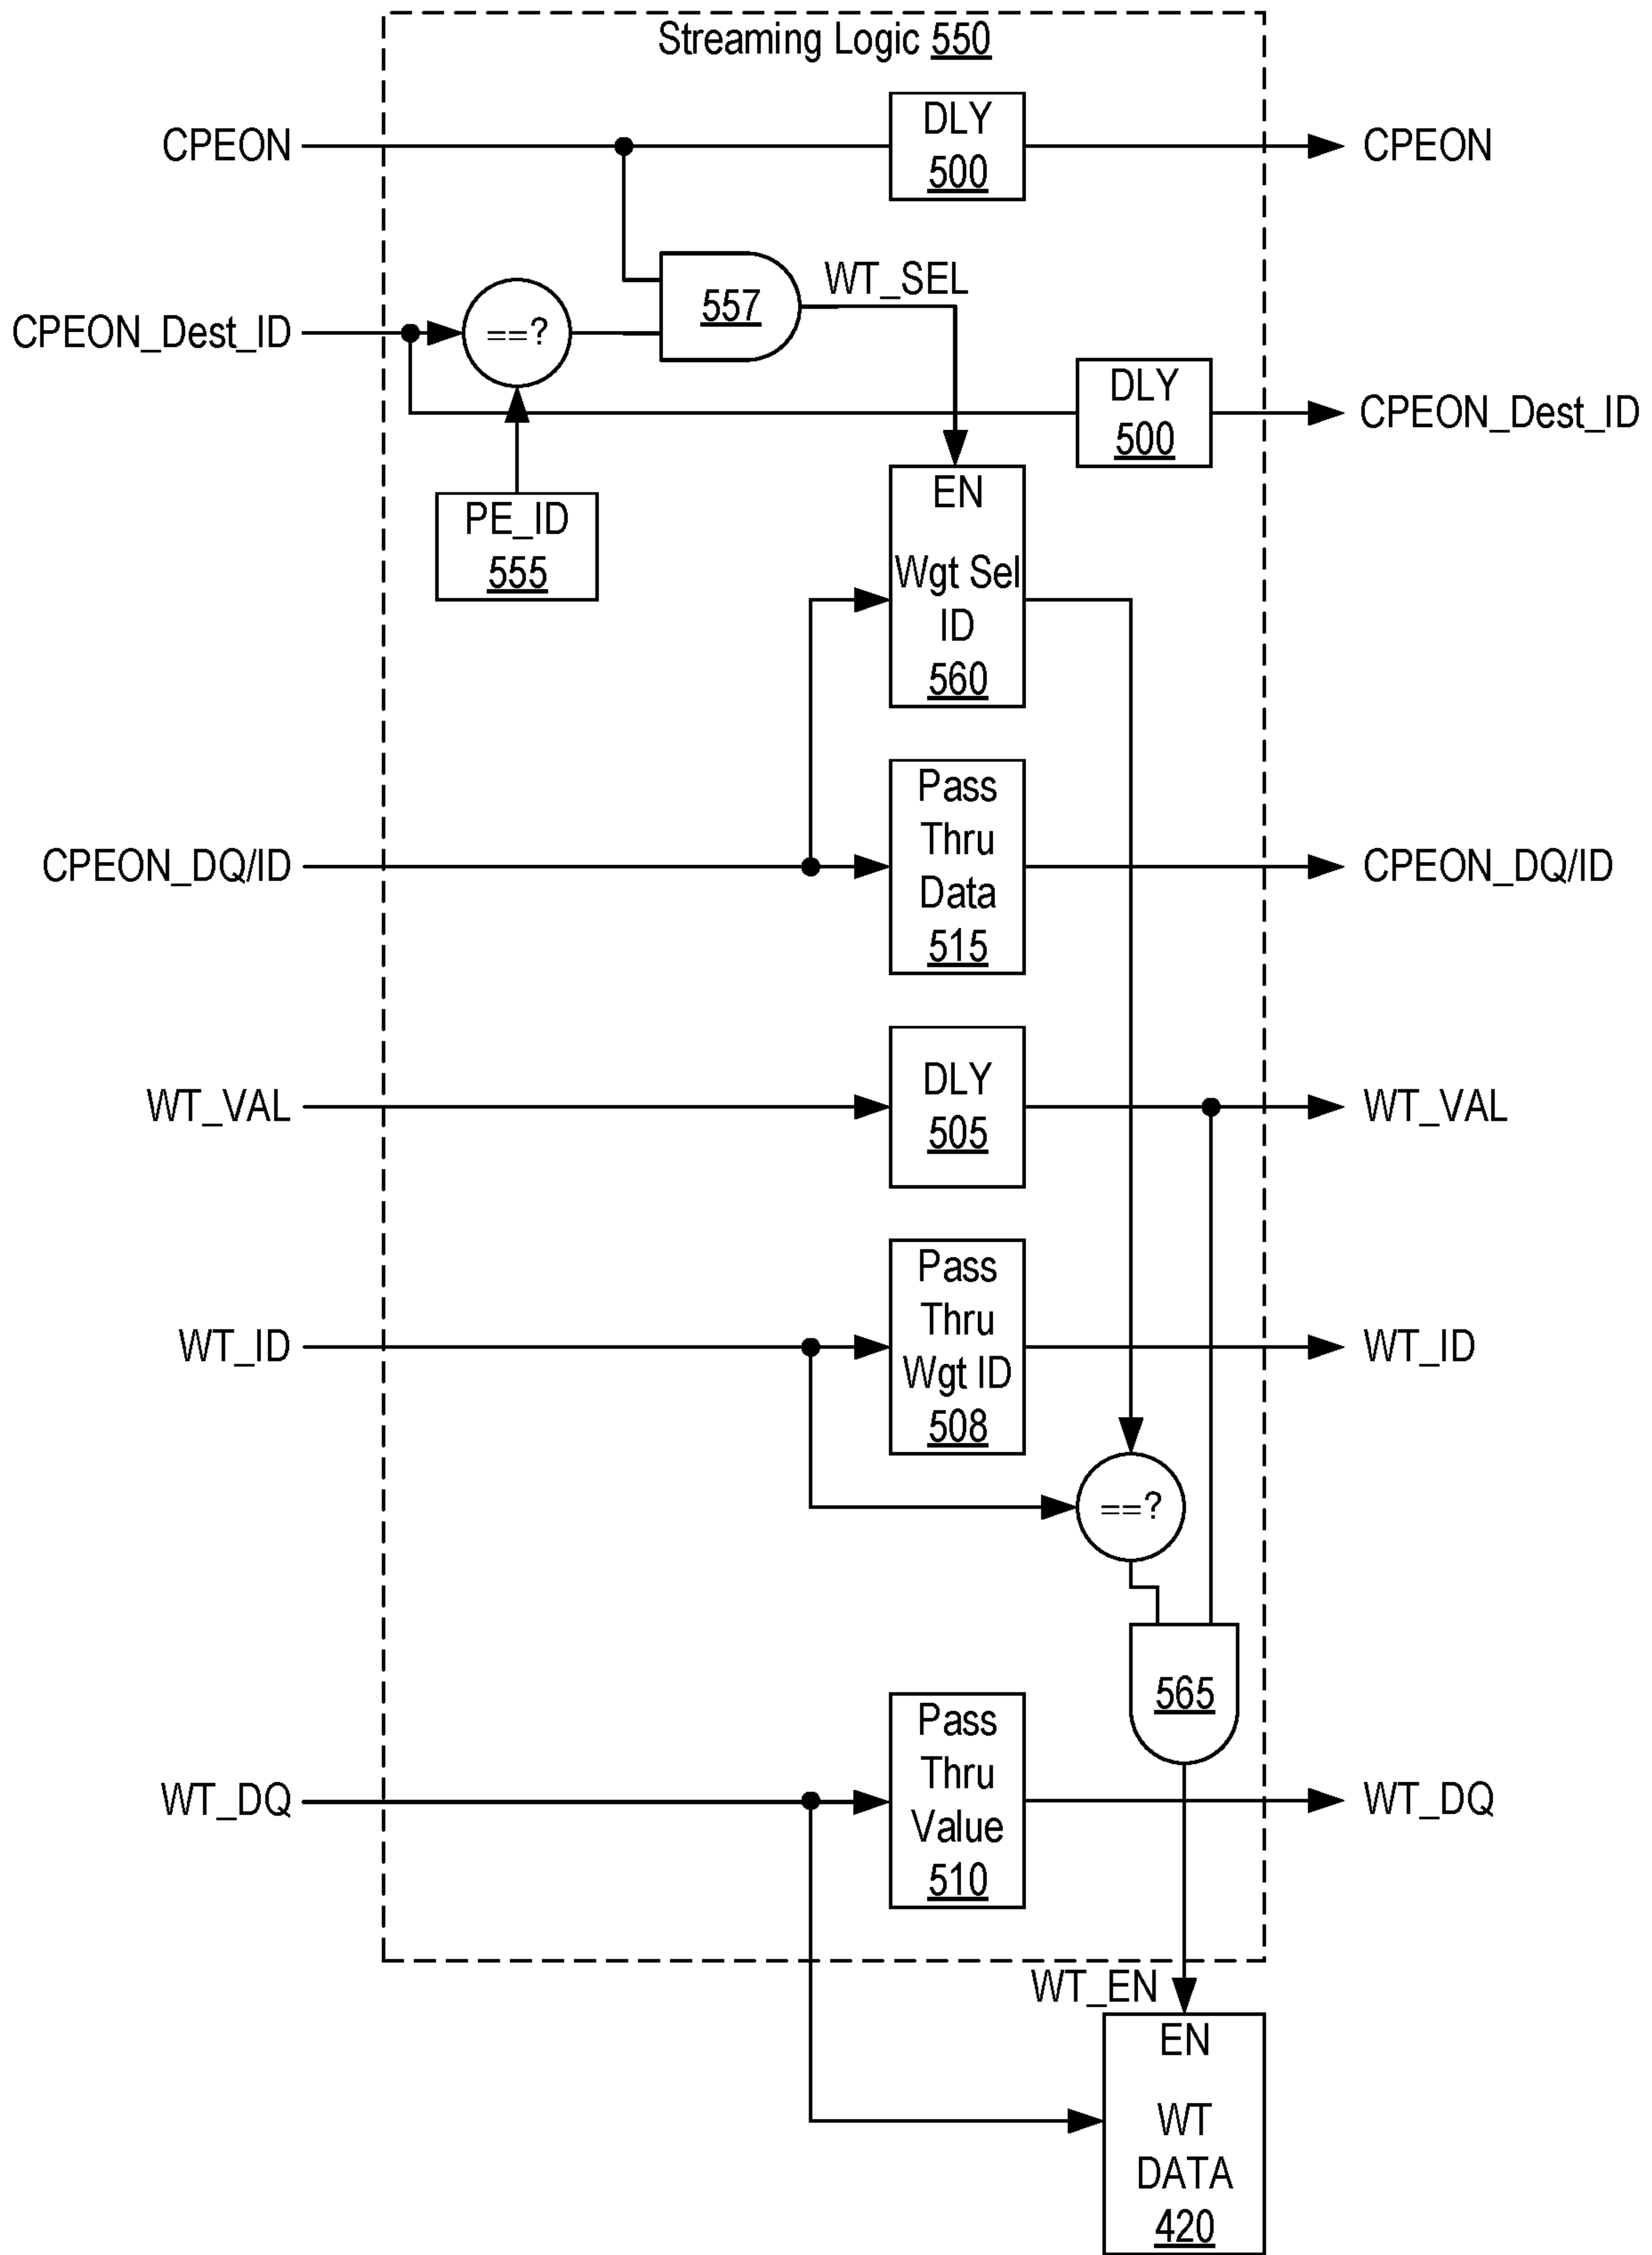 Streaming Logic 550
CPEON
DLY
500
CPEON
WT_SEL
557
CPEON_Dest_ID
==?
DLY
500
CPEON_Dest_ID
PE_ID
555
EN
Wgt Sel
ID
560
CPEON_DQ/ID
Pass
Thru
Data
515
CPEON_DQ/ID
WT_VAL
DLY
505
WT_VAL
WT_ID
Pass
Thru
Wgt ID
508
WT_ID
==?
565
WT_DQ
Pass
Thru
Value
510
WT_DQ
WT_EN
EN
WT
DATA
420